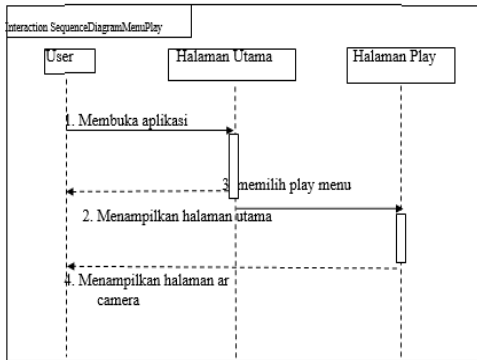 Interaction SequenceDiagramMenuPlay
User
Halaman Utama
Halaman Play
1. Membuka aplikasi
3. memilih play menu
2. Menampilkan halaman utama
4. Menampilkan halaman ar
camera